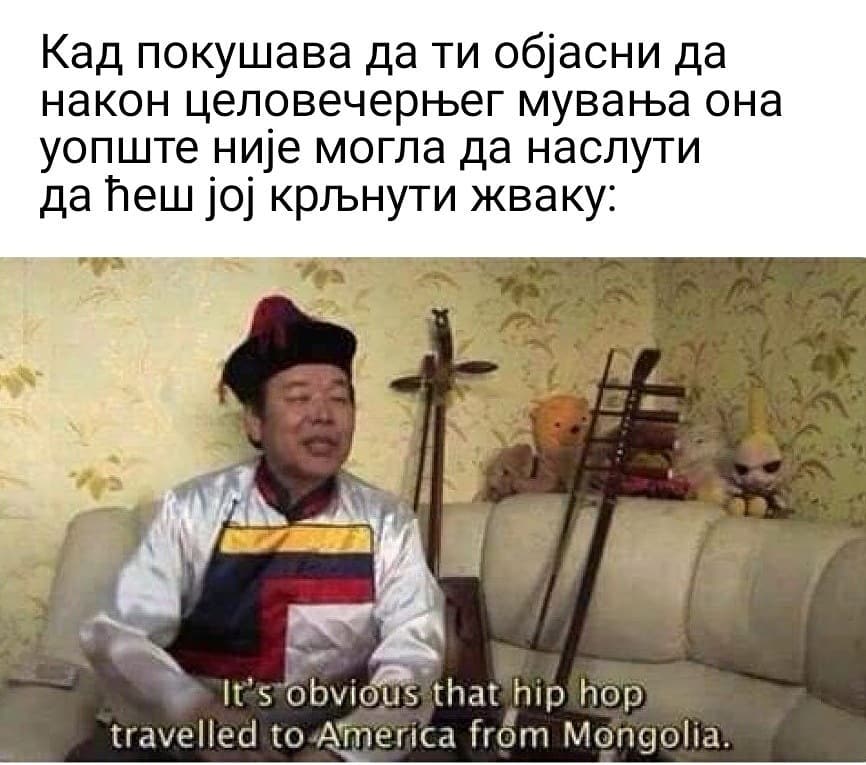 Кад покушава да ти објасни да
након целовечерњег мувања она
уопште није могла да наслути
да ћеш јој крљнути жваку:
It's obvious that hip hop
travelled to America from Mongolia.